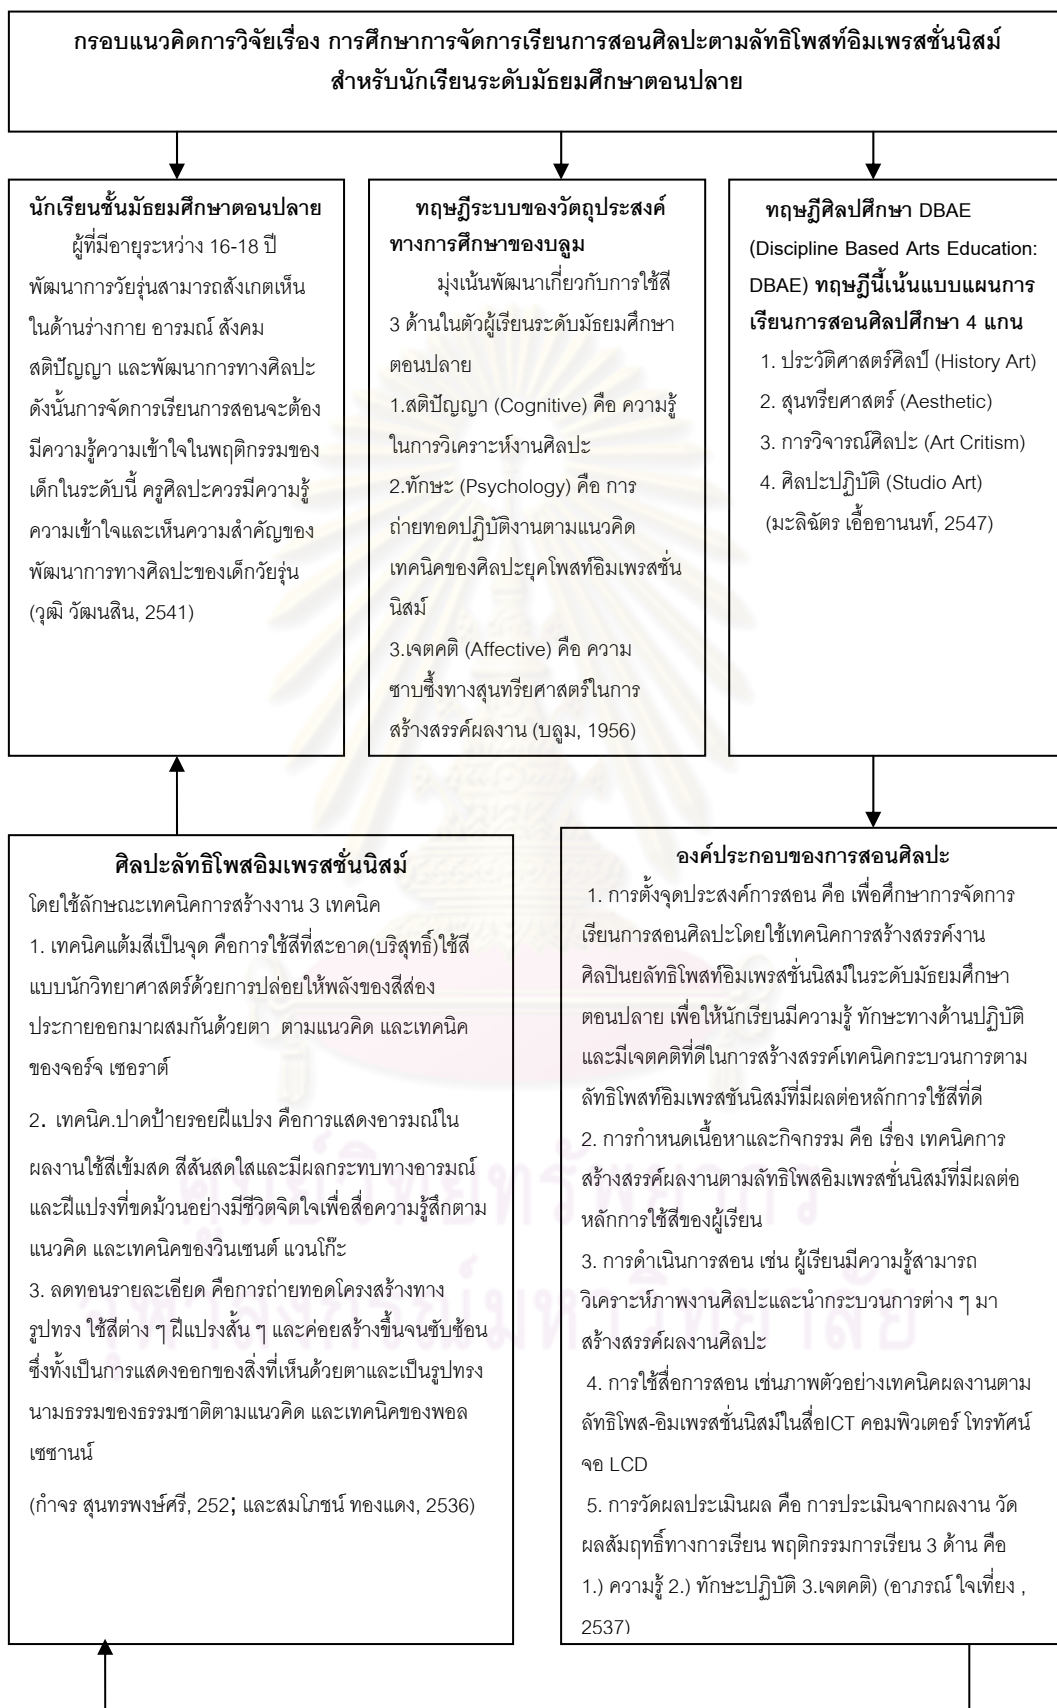 กรอบแนวคิดการวิจัยเรื่อง การศึกษาการจัดการเรียนการสอนศิลปะตามลัทธิโพสท์อิมเพรสชั่นนิสม์
สำหรับนักเรียนระดับมัธยมศึกษาตอนปลาย
นักเรียนชั้นมัธยมศึกษาตอนปลาย
ผู้ที่มีอายุระหว่าง 16-18 ปี
พัฒนาการวัยรุ่นสามารถสังเกตเห็น
ในด้านร่างกาย อารมณ์ สังคม
สติปัญญา และพัฒนาการทางศิลปะ
ดังนั้นการจัดการเรียนการสอนจะต้อง
มีความรู้ความเข้าใจในพฤติกรรมของ
เด็กในระดับนี้ ครูศิลปะควรมีความรู้
ความเข้าใจและเห็นความสำคัญของ
พัฒนาการทางศิลปะของเด็กวัยรุ่น
(วุฒิ วัฒนสิน, 2541)
ทฤษฎีระบบของวัตถุประสงค์
ทางการศึกษาของบลูม
มุ่งเน้นพัฒนาเกี่ยวกับการใช้สี
3 ด้านในตัวผู้เรียนระดับมัธยมศึกษา
ตอนปลาย
1.สติปัญญา (Cognitive) คือ ความรู้
ในการวิเคราะห์งานศิลปะ
2.ทักษะ (Psychology) คือ การ
ถ่ายทอดปฏิบัติงานตามแนวคิด
เทคนิคของศิลปะยุคโพสท์อิมเพรสชั่น
นิสม์
3.เจตคติ (Affective) คือ ความ
ซาบซึ้งทางสุนทรียศาสตร์ในการ
สร้างสรรค์ผลงาน (บลูม, 1956)
ทฤษฎีศิลปศึกษา DBAE
(Discipline Based Arts Education:
DBAE) ทฤษฎีนี้เน้นแบบแผนการ
เรียนการสอนศิลปศึกษา 4 แกน
1. ประวัติศาสตร์ศิลป์ (History Art)
2. สุนทรียศาสตร์ (Aesthetic)
3. การวิจารณ์ศิลปะ (Art Critism)
4. ศิลปะปฏิบัติ (Studio Art)
(มะลิฉัตร เอื้ออานนท์, 2547)
ศิลปะลัทธิโพสอิมเพรสชั่นนิสม์
โดยใช้ลักษณะเทคนิคการสร้างงาน 3 เทคนิค
1. เทคนิคแต้มสีเป็นจุด คือการใช้สีที่สะอาด(บริสุทธิ์)ใช้สี
แบบนักวิทยาศาสตร์ด้วยการปล่อยให้พลังของสีส่อง
ประกายออกมาผสมกันด้วยตา ตามแนวคิด และเทคนิค
ของจอร์จ เซอราต์
2. เทคนิค.ปาดป้ายรอยฝีแปรง คือการแสดงอารมณ์ใน
ผลงานใช้สีเข้มสด สีสันสดใสและมีผลกระทบทางอารมณ์
และฝีแปรงที่ขดม้วนอย่างมีชีวิตจิตใจเพื่อสื่อความรู้สึกตาม
แนวคิด และเทคนิคของวินเซนต์ แวนโก๊ะ
3. ลดทอนรายละเอียด คือการถ่ายทอดโครงสร้างทาง
รูปทรง ใช้สีต่าง ๆ ฝีแปรงสั้น ๆ และค่อยสร้างขึ้นจนซับซ้อน
ซึ่งทั้งเป็นการแสดงออกของสิ่งที่เห็นด้วยตาและเป็นรูปทรง
นามธรรมของธรรมชาติตามแนวคิด และเทคนิคของพอล
เซซานน์
(กำจร สุนทรพงษ์ศรี, 252; และสมโภชน์ ทองแดง, 2536)
องค์ประกอบของการสอนศิลปะ
1. การตั้งจุดประสงค์การสอน คือ เพื่อศึกษาการจัดการ
เรียนการสอนศิลปะโดยใช้เทคนิคการสร้างสรรค์งาน
ศิลปินยลัทธิโพสท์อิมเพรสชั่นนิสม์ในระดับมัธยมศึกษา
ตอนปลาย เพื่อให้นักเรียนมีความรู้ ทักษะทางด้านปฏิบัติ
และมีเจตคติที่ดีในการสร้างสรรค์เทคนิคกระบวนการตาม
ลัทธิโพสท์อิมเพรสชันนิสม์ที่มีผลต่อหลักการใช้สีที่ดี
2. การกำหนดเนื้อหาและกิจกรรม คือ เรื่อง เทคนิคการ
สร้างสรรค์ผลงานตามลัทธิโพสอิมเพรสชั่นนิสม์ที่มีผลต่อ
หลักการใช้สีของผู้เรียน
3. การดำเนินการสอน เช่น ผู้เรียนมีความรู้สามารถ
วิเคราะห์ภาพงานศิลปะและนำกระบวนการต่าง ๆ มา
สร้างสรรค์ผลงานศิลปะ
4. การใช้สื่อการสอน เช่นภาพตัวอย่างเทคนิคผลงานตาม
ลัทธิโพส-อิมเพรสชั่นนิสม์ในสื่อICT คอมพิวเตอร์ โทรทัศน์
จอ LCD
5. การวัดผลประเมินผล คือ การประเมินจากผลงาน วัด
ผลสัมฤทธิ์ทางการเรียน พฤติกรรมการเรียน 3 ด้าน คือ
1.) ความรู้ 2.) ทักษะปฏิบัติ 3.เจตคติ) (อาภรณ์ ใจเที่ยง ,
2537)
ศูนย์วิทยทรัพยากร
จุฬาลงกรณ์มหาวิทยาลัย